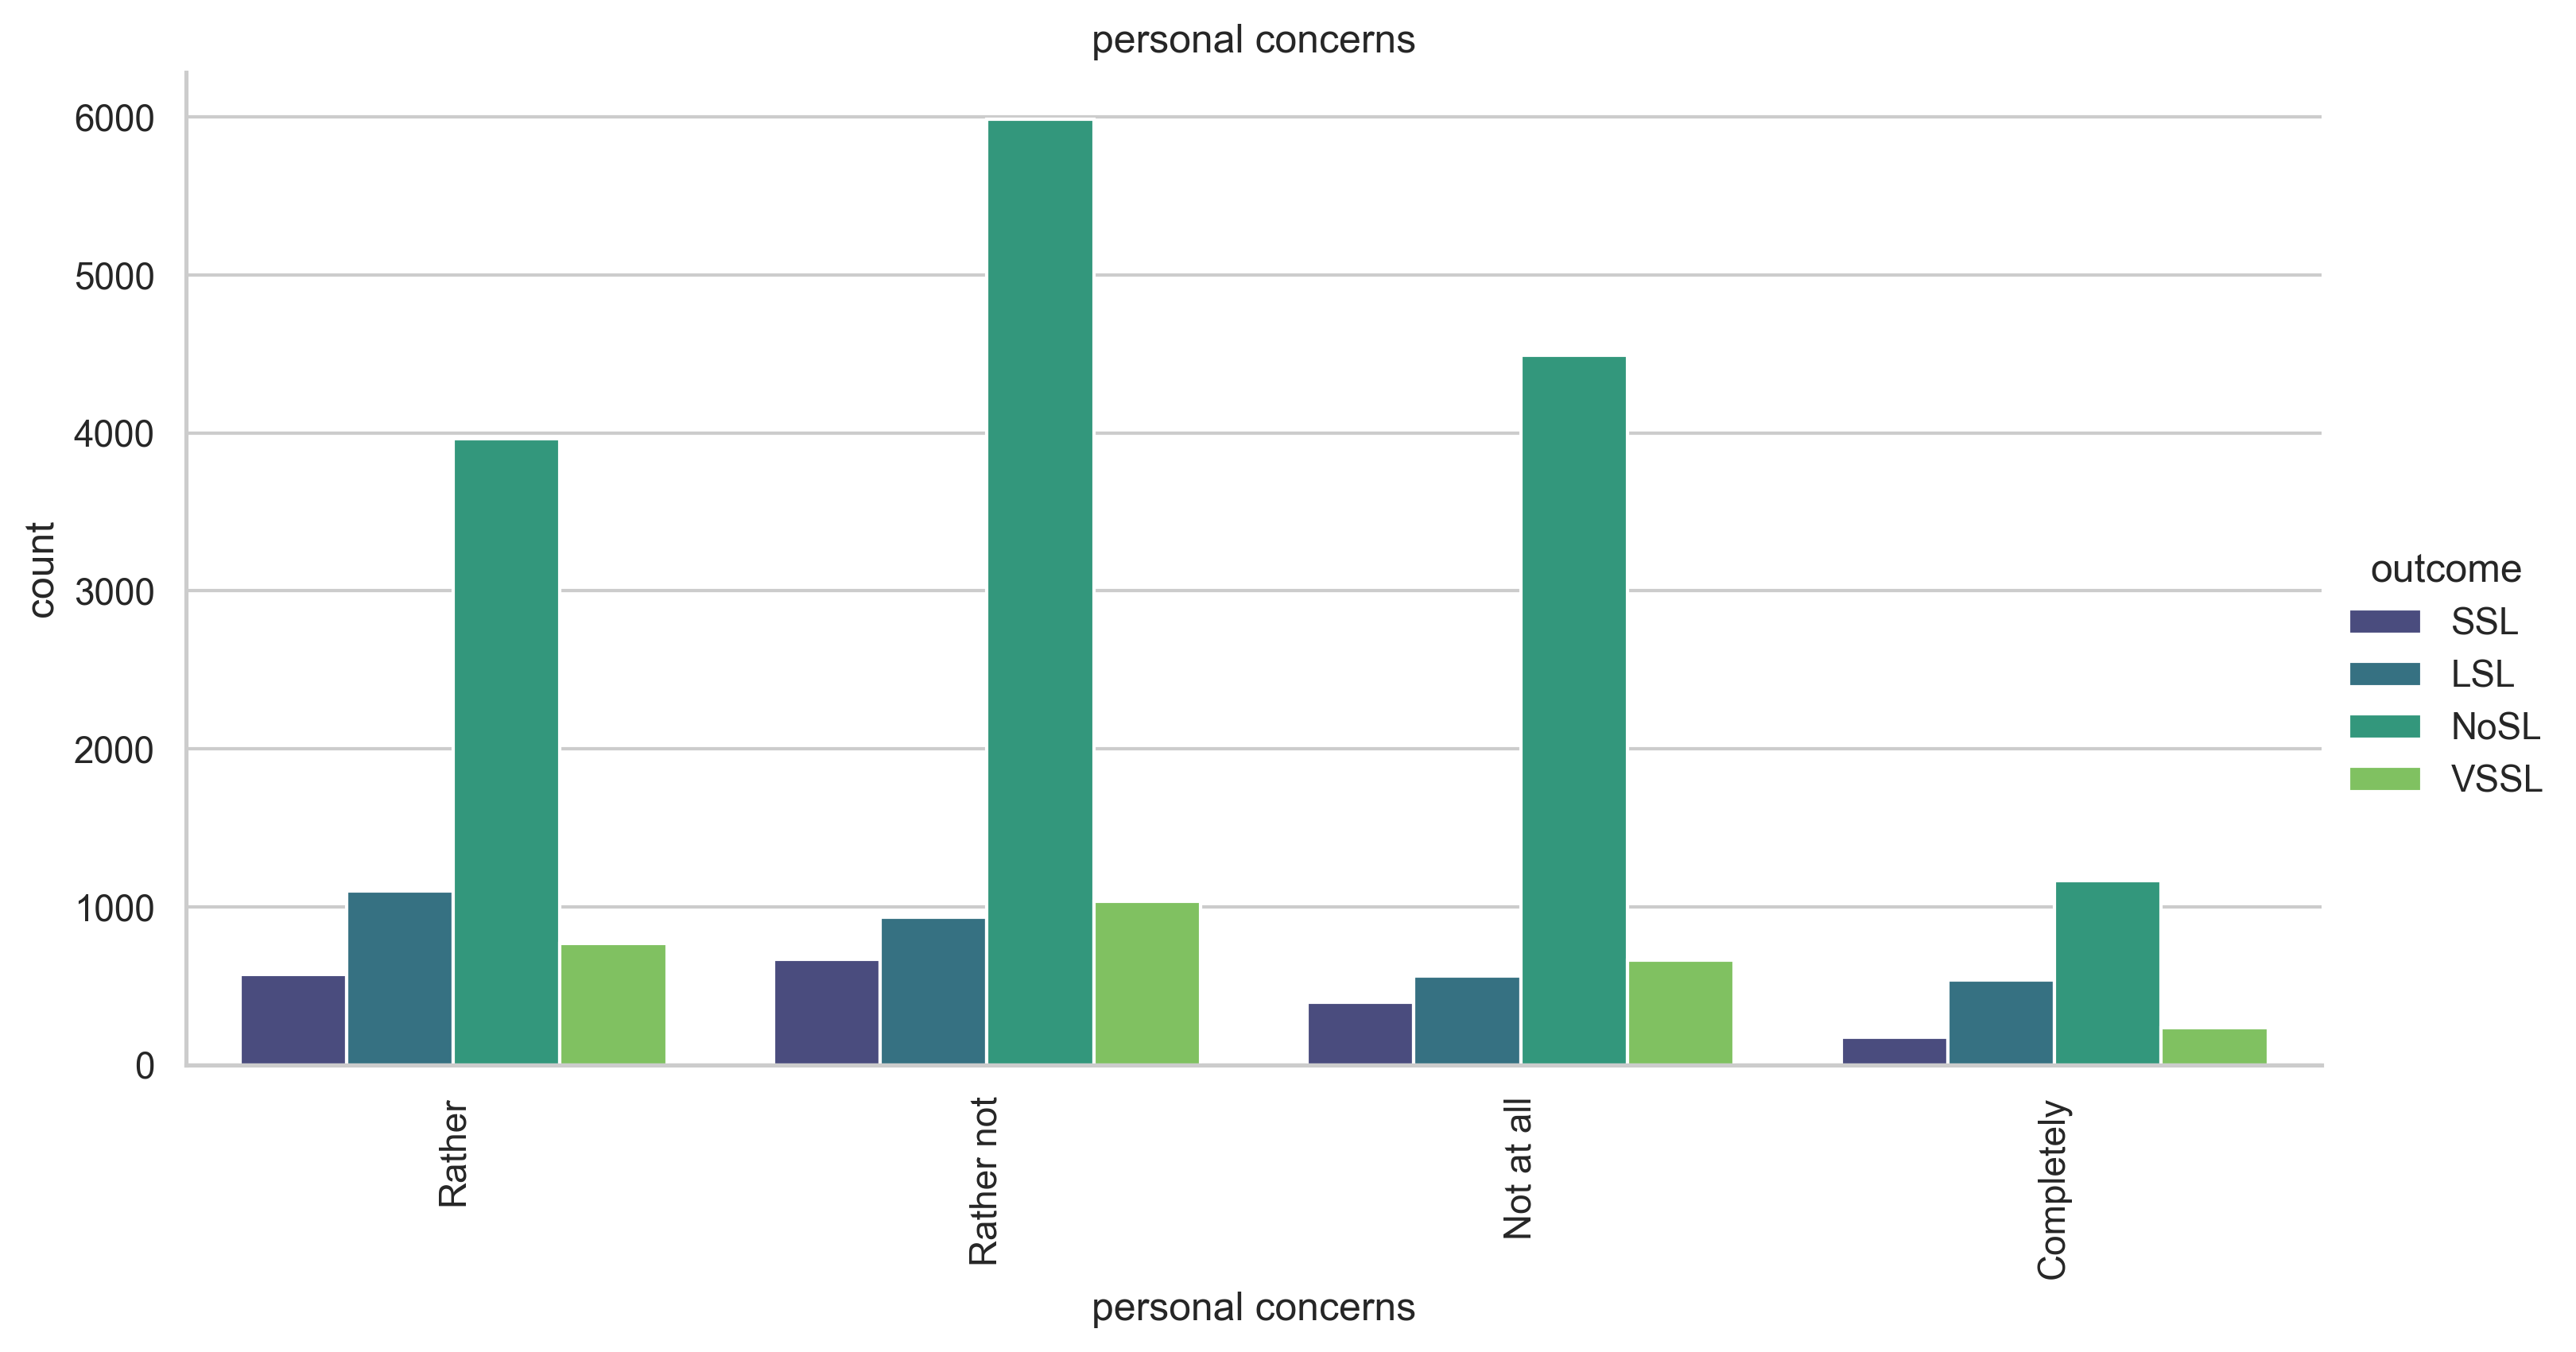 personal concerns
6000
5000
4000
3000
2000
1000
0
count
Rather
Rather not
Not at all
Completely
personal concerns
outcome
SSL
LSL
NoSL
VSSL